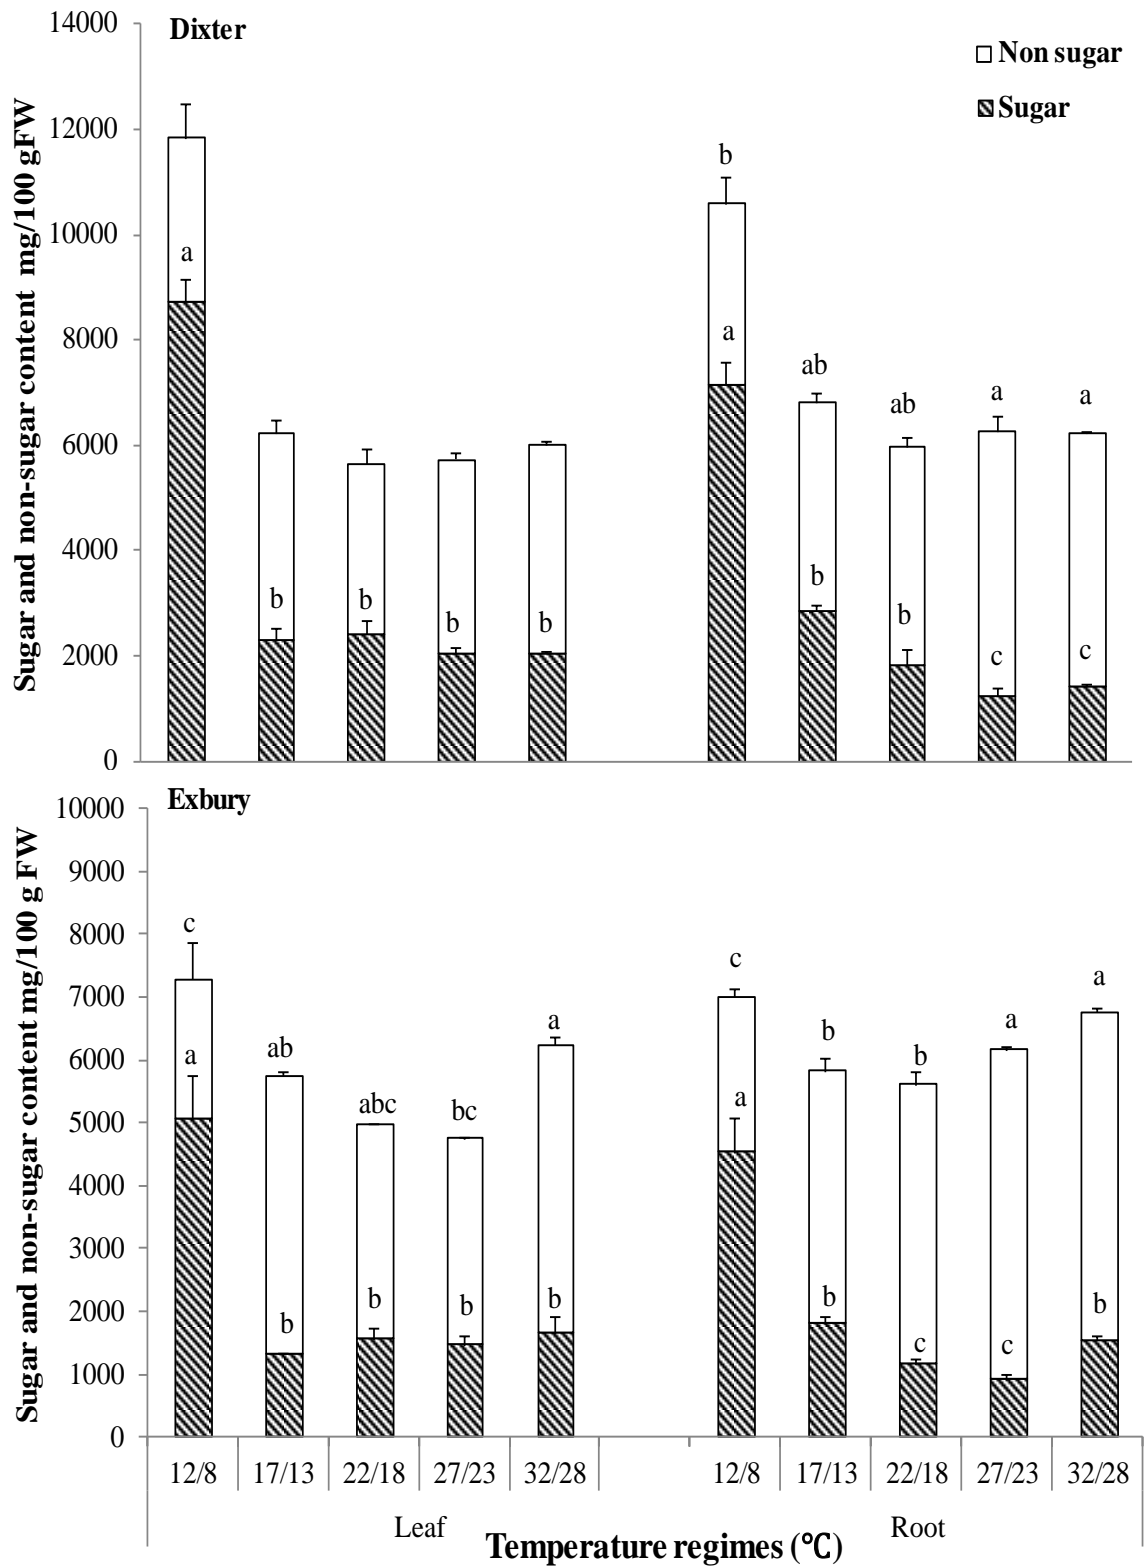 Dixter
Non sugar
Sugar
Sugar and non-sugar content mg/100 gFW
14000
12000
10000
8000
6000
4000
2000
0
a
b
b
b
b
b
a
ab
b
ab
b
a
c
a
c
Exbury
Sugar and non-sugar content mg/100 g FW
10000
9000
8000
7000
6000
5000
4000
3000
2000
1000
0
c
a
ab
b
abc
b
bc
b
a
b
c
a
b
b
b
c
a
c
a
b
12/8 17/13 22/18 27/23 32/28 12/8 17/13 22/18 27/23 32/28
Leaf Root
Temperature regimes (°C)